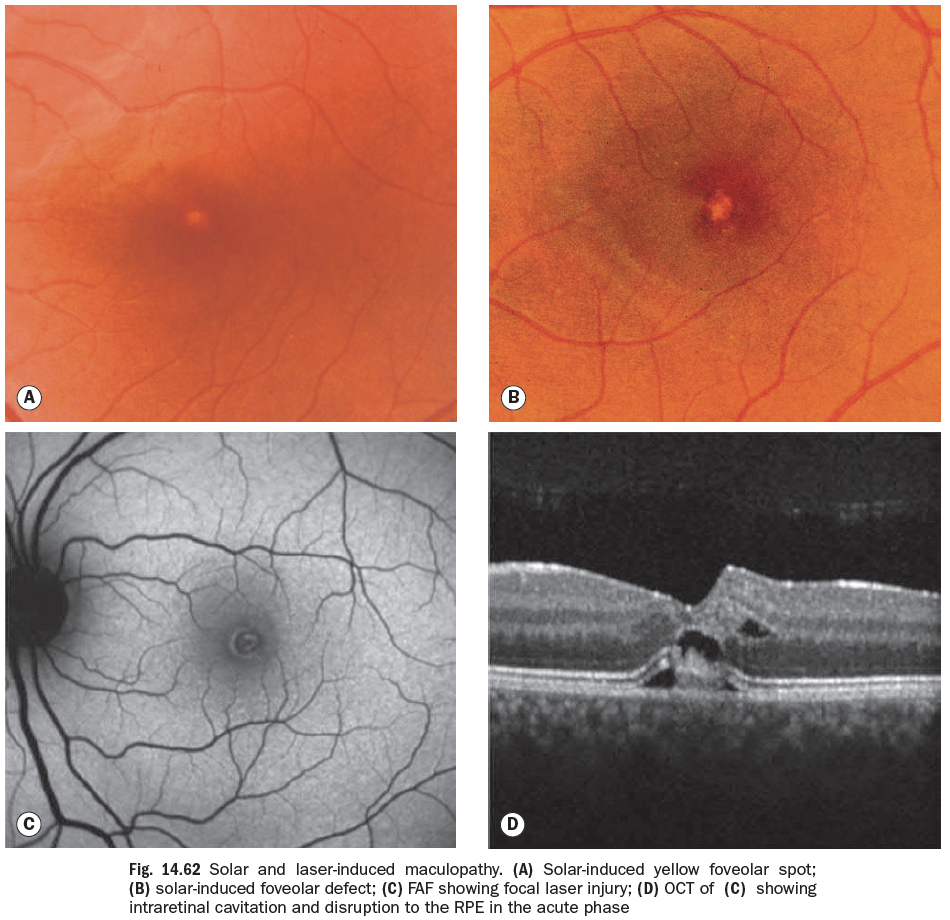 A
B
C
D
Fig. 14.62 Solar and laser-induced maculopathy. (A) Solar-induced yellow foveolar spot;
(B) solar-induced foveolar defect; (C) FAF showing focal laser injury; (D) OCT of (C) showing
intraretinal cavitation and disruption to the RPE in the acute phase